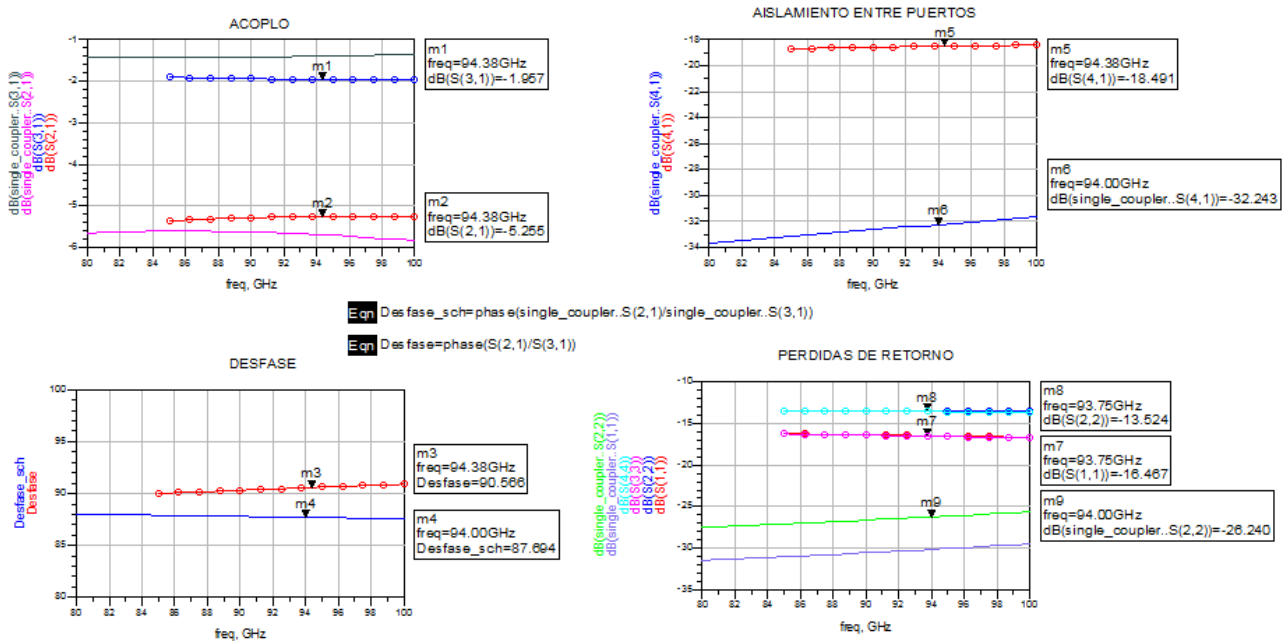 ACOPLO
-1
-2
-3
-4
-5
-6
80 82 84 86 88 90 92 94 96 98 100
freq, GHz
dB(single_coupler..S(3,1))
dB(single_coupler..S(2,1))
dB(S(3,1))
dB(S(2,1))
m1
m2
m1
freq=94.38GHz
dB(S(3,1))=-1.957
m2
freq=94.38GHz
dB(S(2,1))=-5.255
AISLAMIENTO ENTRE PUERTOS
-18
-20
-22
-24
-26
-28
-30
-32
-34
80 82 84 86 88 90 92 94 96 98 100
freq, GHz
dB(single_coupler..S(4,1))
dB(S(4,1))
m5
m6
m5
freq=94.38GHz
dB(S(4,1))=-18.491
m6
freq=94.00GHz
dB(single_coupler..S(4,1))=-32.243
Eqn Desfase_sch=phase(single_coupler..S(2,1)/single_coupler..S(3,1))
Eqn Desfase=phase(S(2,1)/S(3,1))
DESFASE
100
95
90
85
80
80 82 84 86 88 90 92 94 96 98 100
freq, GHz
Desfase_sch
Desfase
m3
m4
m3
freq=94.38GHz
Desfase=90.566
m4
freq=94.00GHz
Desfase_sch=87.694
PERDIDAS DE RETORNO
-10
-15
-20
-25
-30
-35
80 82 84 86 88 90 92 94 96 98 100
freq, GHz
dB(single_coupler..S(2,2))
dB(single_coupler..S(1,1))
dB(S(4,4))
dB(S(3,3))
dB(S(2,2))
dB(S(1,1))
m8
m7
m9
m8
freq=93.75GHz
dB(S(2,2))=-13.524
m7
freq=93.75GHz
dB(S(1,1))=-16.467
m9
freq=94.00GHz
dB(single_coupler..S(2,2))=-26.240